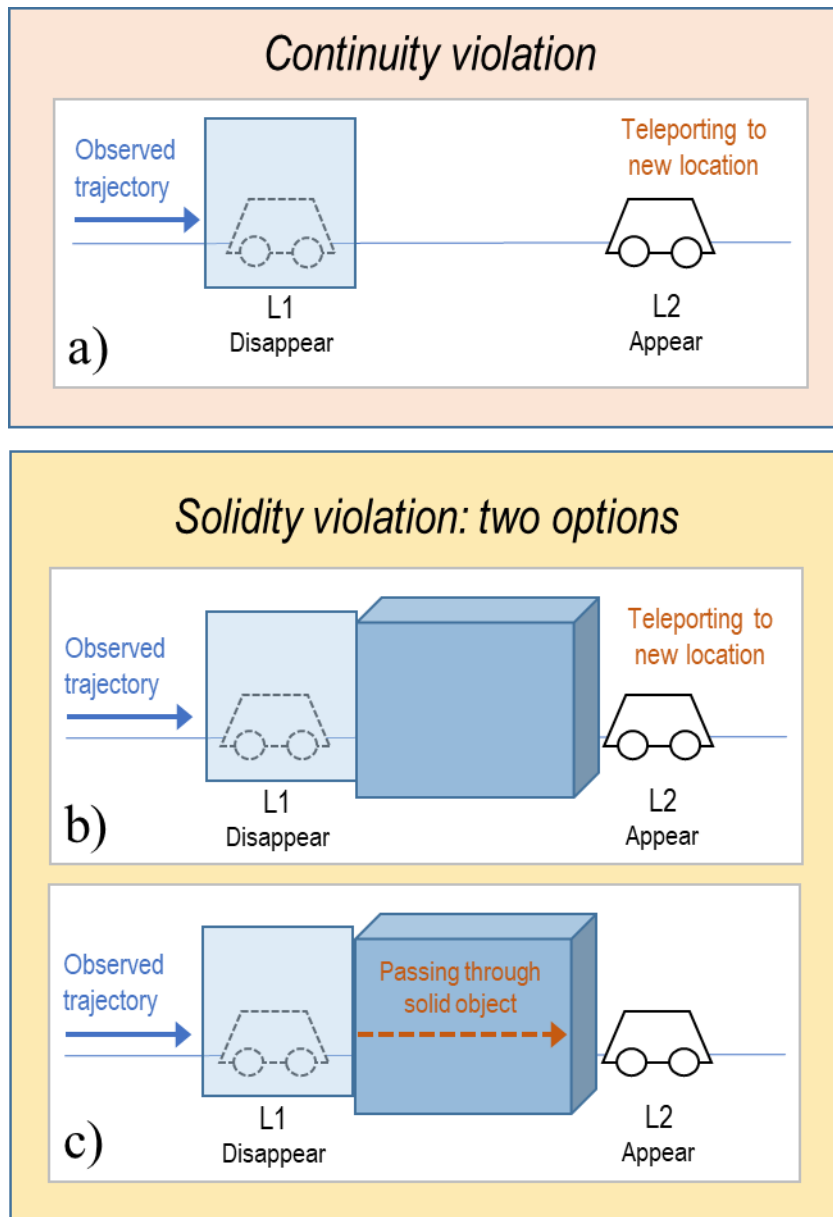 Continuity violation
Observed
trajectory
Teleporting to
new location
L1
Disappear
L2
Appear
a)
Solidity violation: two options
Observed
trajectory
Teleporting to
new location
L1
Disappear
L2
Appear
b)
Observed
trajectory
Passing through
solid object
L1
Disappear
L2
Appear
c)